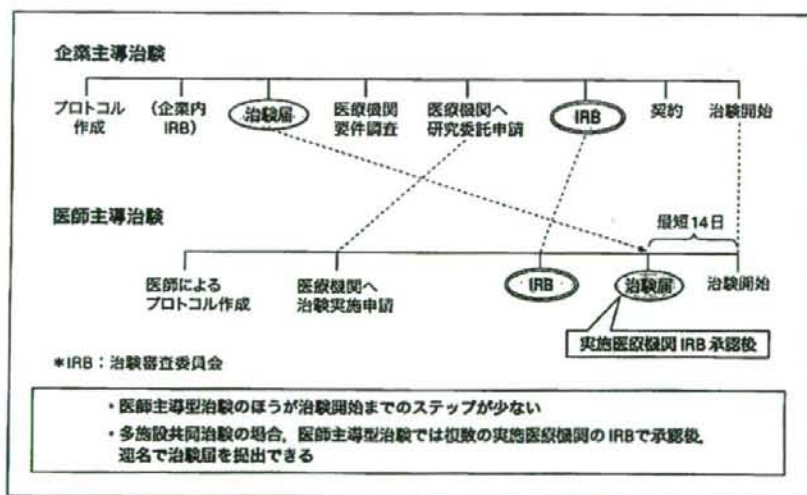 企業主導治験
プロトコル
作成
(企業内
IRB)
治験届
医療機関
要件調査
医療機関へ
研究委託申請
IRB
契約
治験開始
医師主導治験
最短14日
医師による
プロトコル作成
医療機関へ
治験実施申請
IRB
治験届
治験開始
実施医療機関 IRB 承認後
*IRB:治験審査委員会
・医師主導型治験のほうが治験開始までのステップが少ない
・多施設共同治験の場合，医師主導型治験では複数の実施医療機関のIRBで承認後，
連名で治験届を提出できる